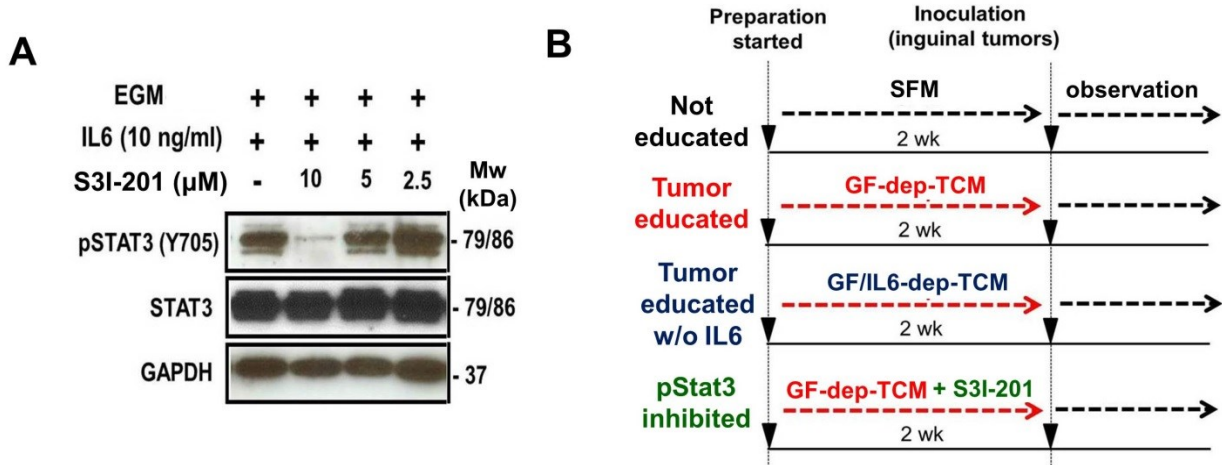 A
EGM + + + +
IL6 (10 ng/ml) + + + +
S3I-201 (µM) - 10 5 2.5
Mw
(kDa)
pSTAT3 (Y705) - 79/86
STAT3 - 79/86
GAPDH - 37
B
Preparation
started
Inoculation
(inguinal tumors)
Not
educated
SFM
observation
2 wk
Tumor
educated
GF-dep-TCM
2 wk
Tumor
educated
w/o IL6
GF/IL6-dep-TCM
2 wk
pStat3
inhibited
GF-dep-TCM + S3I-201
2 wk